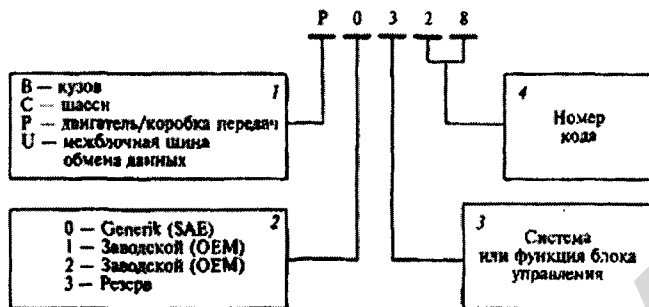 P 0 3 2 8
1
B — кузов
C — шасси
P — двигатель/коробка передач
U — межблочная шина
обмена данных
4
Номер
кода
2
0 — Generik (SAE)
1 — Заводской (OEM)
2 — Заводской (OEM)
3 — Резерв
3
Система
или функция блока
управления